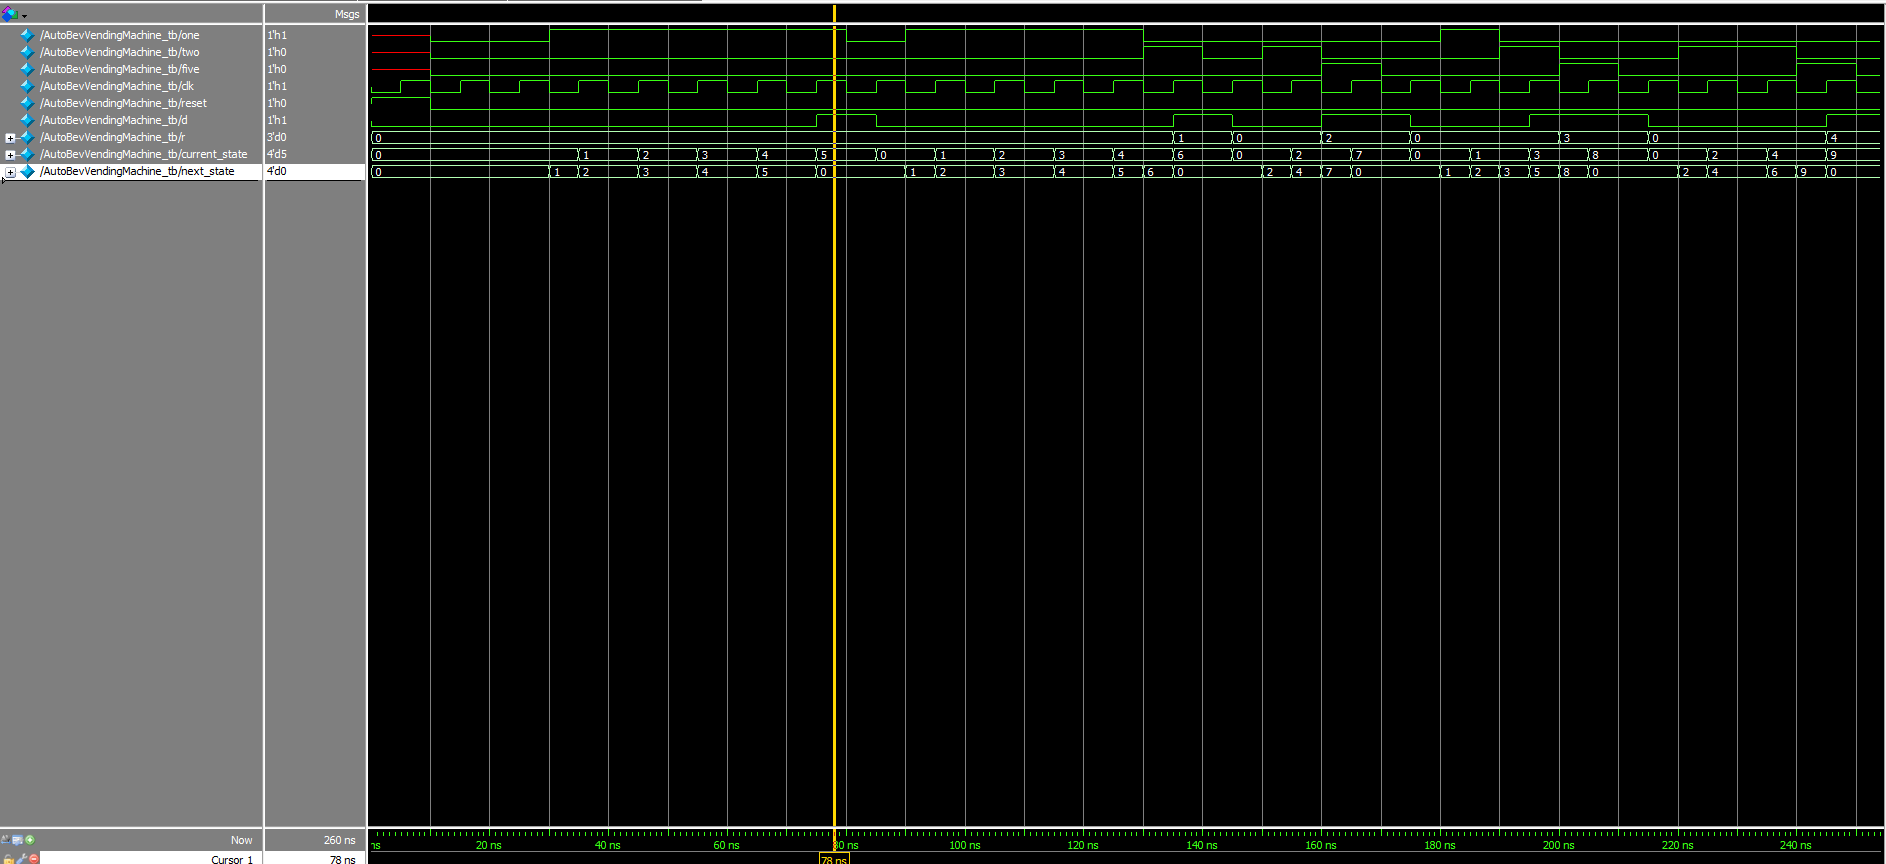 Msgs
/AutoBevVendingMachine_tb/one 1'h1
/AutoBevVendingMachine_tb/two 1'h0
/AutoBevVendingMachine_tb/five 1'h0
/AutoBevVendingMachine_tb/clk 1'h1
/AutoBevVendingMachine_tb/reset 1'h0
/AutoBevVendingMachine_tb/d 1'h1
/AutoBevVendingMachine_tb/r 3'd0 0 1 0 2 0 3 0 4
/AutoBevVendingMachine_tb/current_state 4'd5 0 1 2 3 4 5 0 1 2 3 4 6 0 2 7 0 1 3 8 0 2 4 9
/AutoBevVendingMachine_tb/next_state 4'd0 0 1 2 3 4 5 0 1 2 3 4 5 6 0 2 4 7 0 1 2 3 5 8 0 2 4 6 9 0
Now 260 ns ns 20 ns 40 ns 60 ns 80 ns 100 ns 120 ns 140 ns 160 ns 180 ns 200 ns 220 ns 240 ns
Cursor 1 78 ns 78 ns